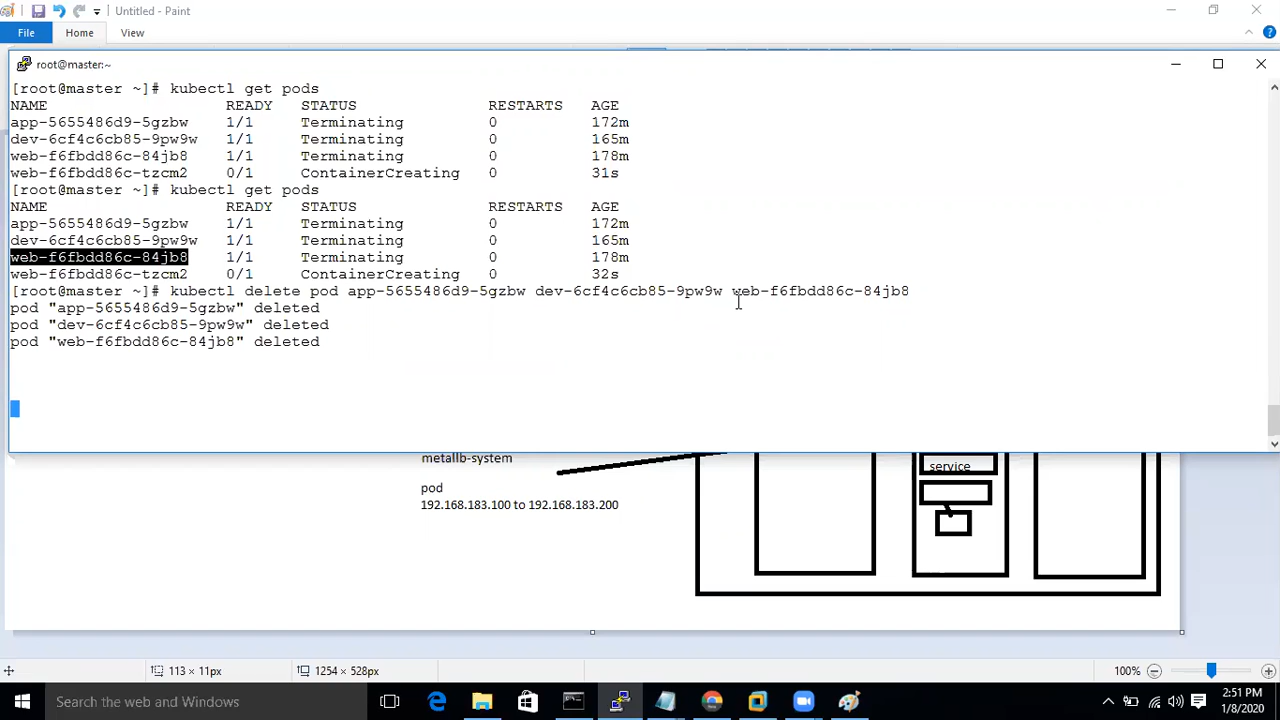 Untitled - Paint
File Home View
root@master:~
[root@master ~]# kubectl get pods
NAME READY STATUS RESTARTS AGE
app-5655486d9-5gzbw 1/1 Terminating 0 172m
dev-6cf4c6cb85-9pw9w 1/1 Terminating 0 165m
web-f6fbdd86c-84jb8 1/1 Terminating 0 178m
web-f6fbdd86c-tzcm2 0/1 ContainerCreating 0 31s
[root@master ~]# kubectl get pods
NAME READY STATUS RESTARTS AGE
app-5655486d9-5gzbw 1/1 Terminating 0 172m
dev-6cf4c6cb85-9pw9w 1/1 Terminating 0 165m
web-f6fbdd86c-84jb8 1/1 Terminating 0 178m
web-f6fbdd86c-tzcm2 0/1 ContainerCreating 0 32s
[root@master ~]# kubectl delete pod app-5655486d9-5gzbw dev-6cf4c6cb85-9pw9w web-f6fbdd86c-84jb8
pod "app-5655486d9-5gzbw" deleted
pod "dev-6cf4c6cb85-9pw9w" deleted
pod "web-f6fbdd86c-84jb8" deleted
metallb-system
service
pod
192.168.183.100 to 192.168.183.200
113 × 11px 1254 × 528px 100%
Search the web and Windows
2:51 PM
1/8/2020